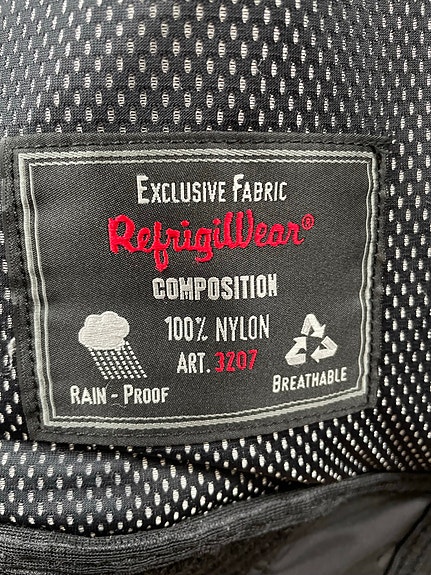 Exclusive Fabric
RefrigiWear®
COMPOSITION
100% NYLON
ART. 3207
RAIN - PROOF
BREATHABLE